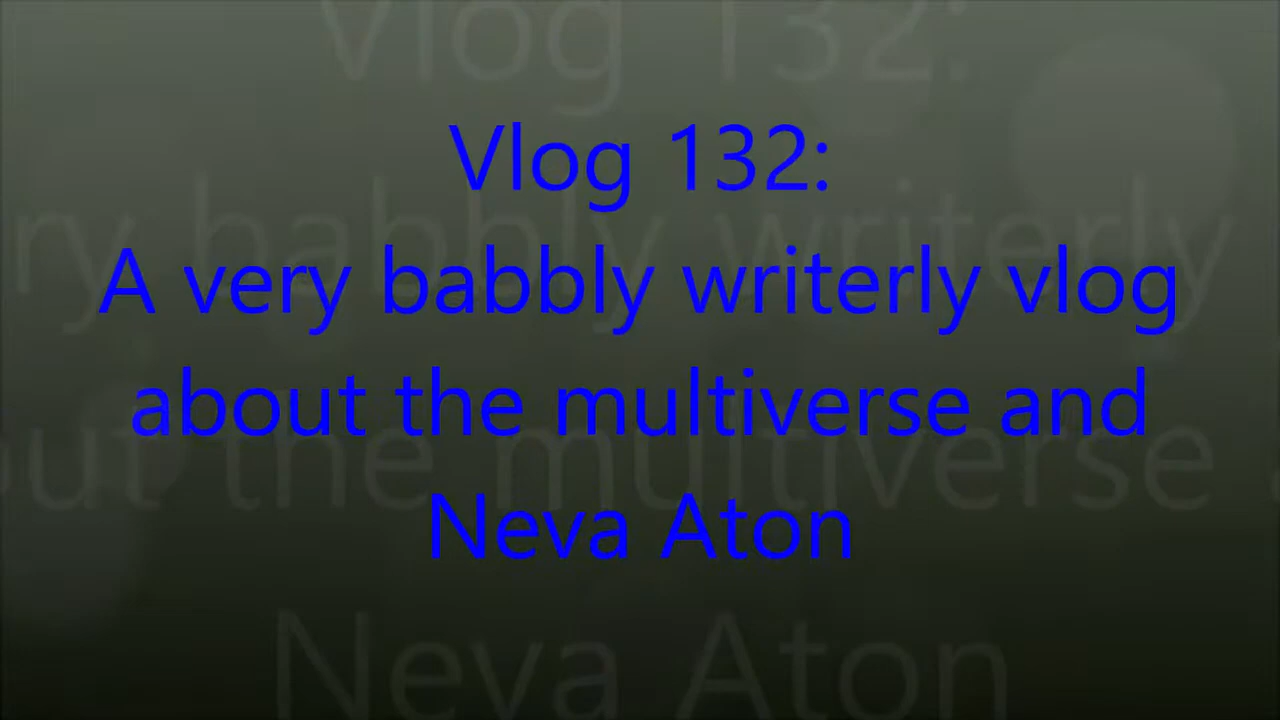 Vlog 132:
A very babbly writerly vlog
about the multiverse and
Neva Aton